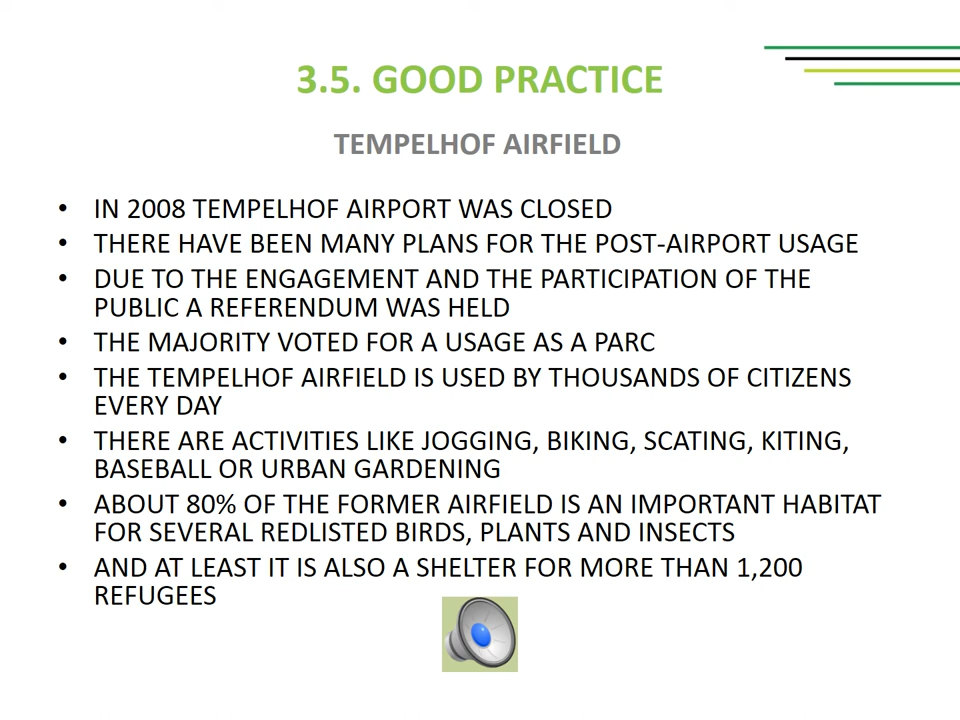 3.5. GOOD PRACTICE
TEMPELHOF AIRFIELD
• IN 2008 TEMPELHOF AIRPORT WAS CLOSED
• THERE HAVE BEEN MANY PLANS FOR THE POST-AIRPORT USAGE
• DUE TO THE ENGAGEMENT AND THE PARTICIPATION OF THE
PUBLIC A REFERENDUM WAS HELD
• THE MAJORITY VOTED FOR A USAGE AS A PARC
• THE TEMPELHOF AIRFIELD IS USED BY THOUSANDS OF CITIZENS
EVERY DAY
• THERE ARE ACTIVITIES LIKE JOGGING, BIKING, SCATING, KITING,
BASEBALL OR URBAN GARDENING
• ABOUT 80% OF THE FORMER AIRFIELD IS AN IMPORTANT HABITAT
FOR SEVERAL REDLISTED BIRDS, PLANTS AND INSECTS
• AND AT LEAST IT IS ALSO A SHELTER FOR MORE THAN 1,200
REFUGEES